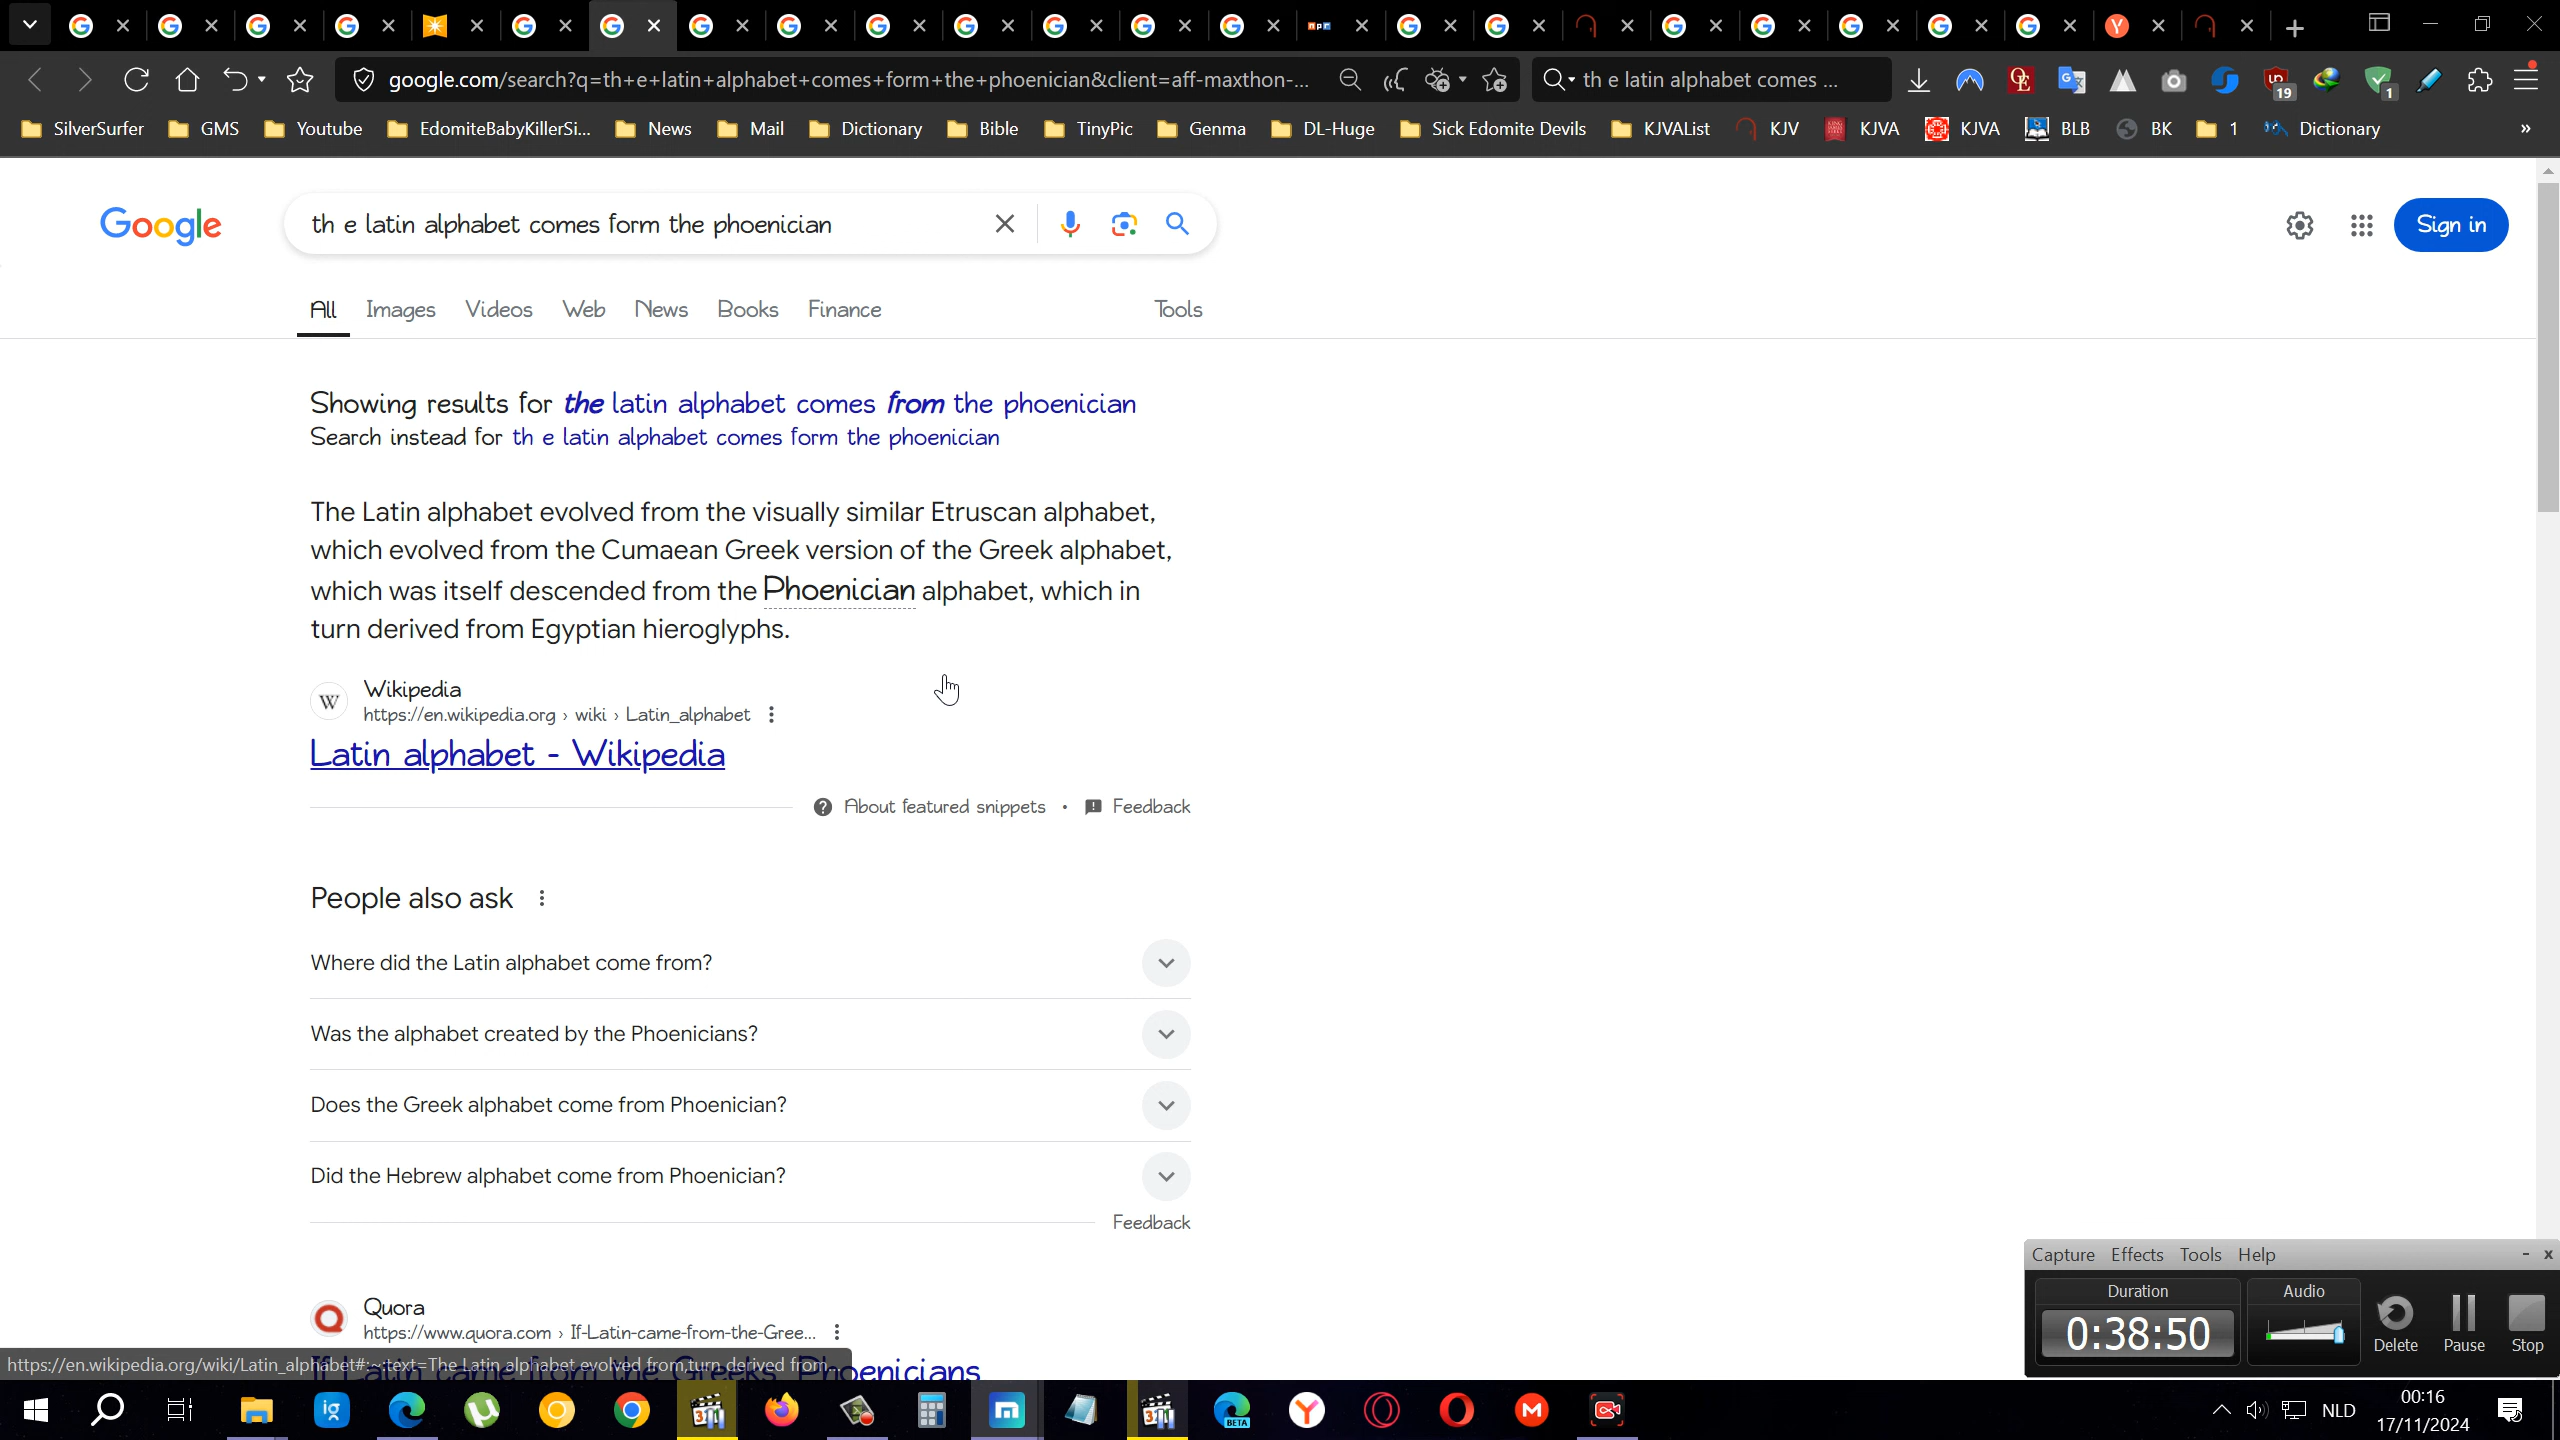 google.com/search?q=th+e+latin+alphabet+comes+form+the+phoenician&client=aff-maxthon-...
th e latin alphabet comes ...
19
1
SilverSurfer
GMS
Youtube
EdomiteBabyKillerSi...
News
Mail
Dictionary
Bible
TinyPic
Genma
DL-Huge
Sick Edomite Devils
KJVAList
KJV
KJVA
KJVA
BLB
BK
1
Dictionary
»
Google
th e latin alphabet comes form the phoenician
Sign in
All
Images
Videos
Web
News
Books
Finance
Tools
Showing results for the latin alphabet comes from the phoenician
Search instead for th e latin alphabet comes form the phoenician
The Latin alphabet evolved from the visually similar Etruscan alphabet,
which evolved from the Cumaean Greek version of the Greek alphabet,
which was itself descended from the Phoenician alphabet, which in
turn derived from Egyptian hieroglyphs.
W
Wikipedia
https://en.wikipedia.org › wiki › Latin_alphabet
Latin alphabet - Wikipedia
About featured snippets • Feedback
People also ask
Where did the Latin alphabet come from?
Was the alphabet created by the Phoenicians?
Does the Greek alphabet come from Phoenician?
Did the Hebrew alphabet come from Phoenician?
Feedback
Capture Effects Tools Help
Duration
0:38:50
Audio
Delete
Pause
Stop
Quora
https://www.quora.com › If-Latin-came-from-the-Gree...
If Latin came from the Greeks Phoenicians
https://en.wikipedia.org/wiki/Latin_alphabet#:~:text=The Latin alphabet evolved from,turn derived from...
BETA
NLD
00:16
17/11/2024